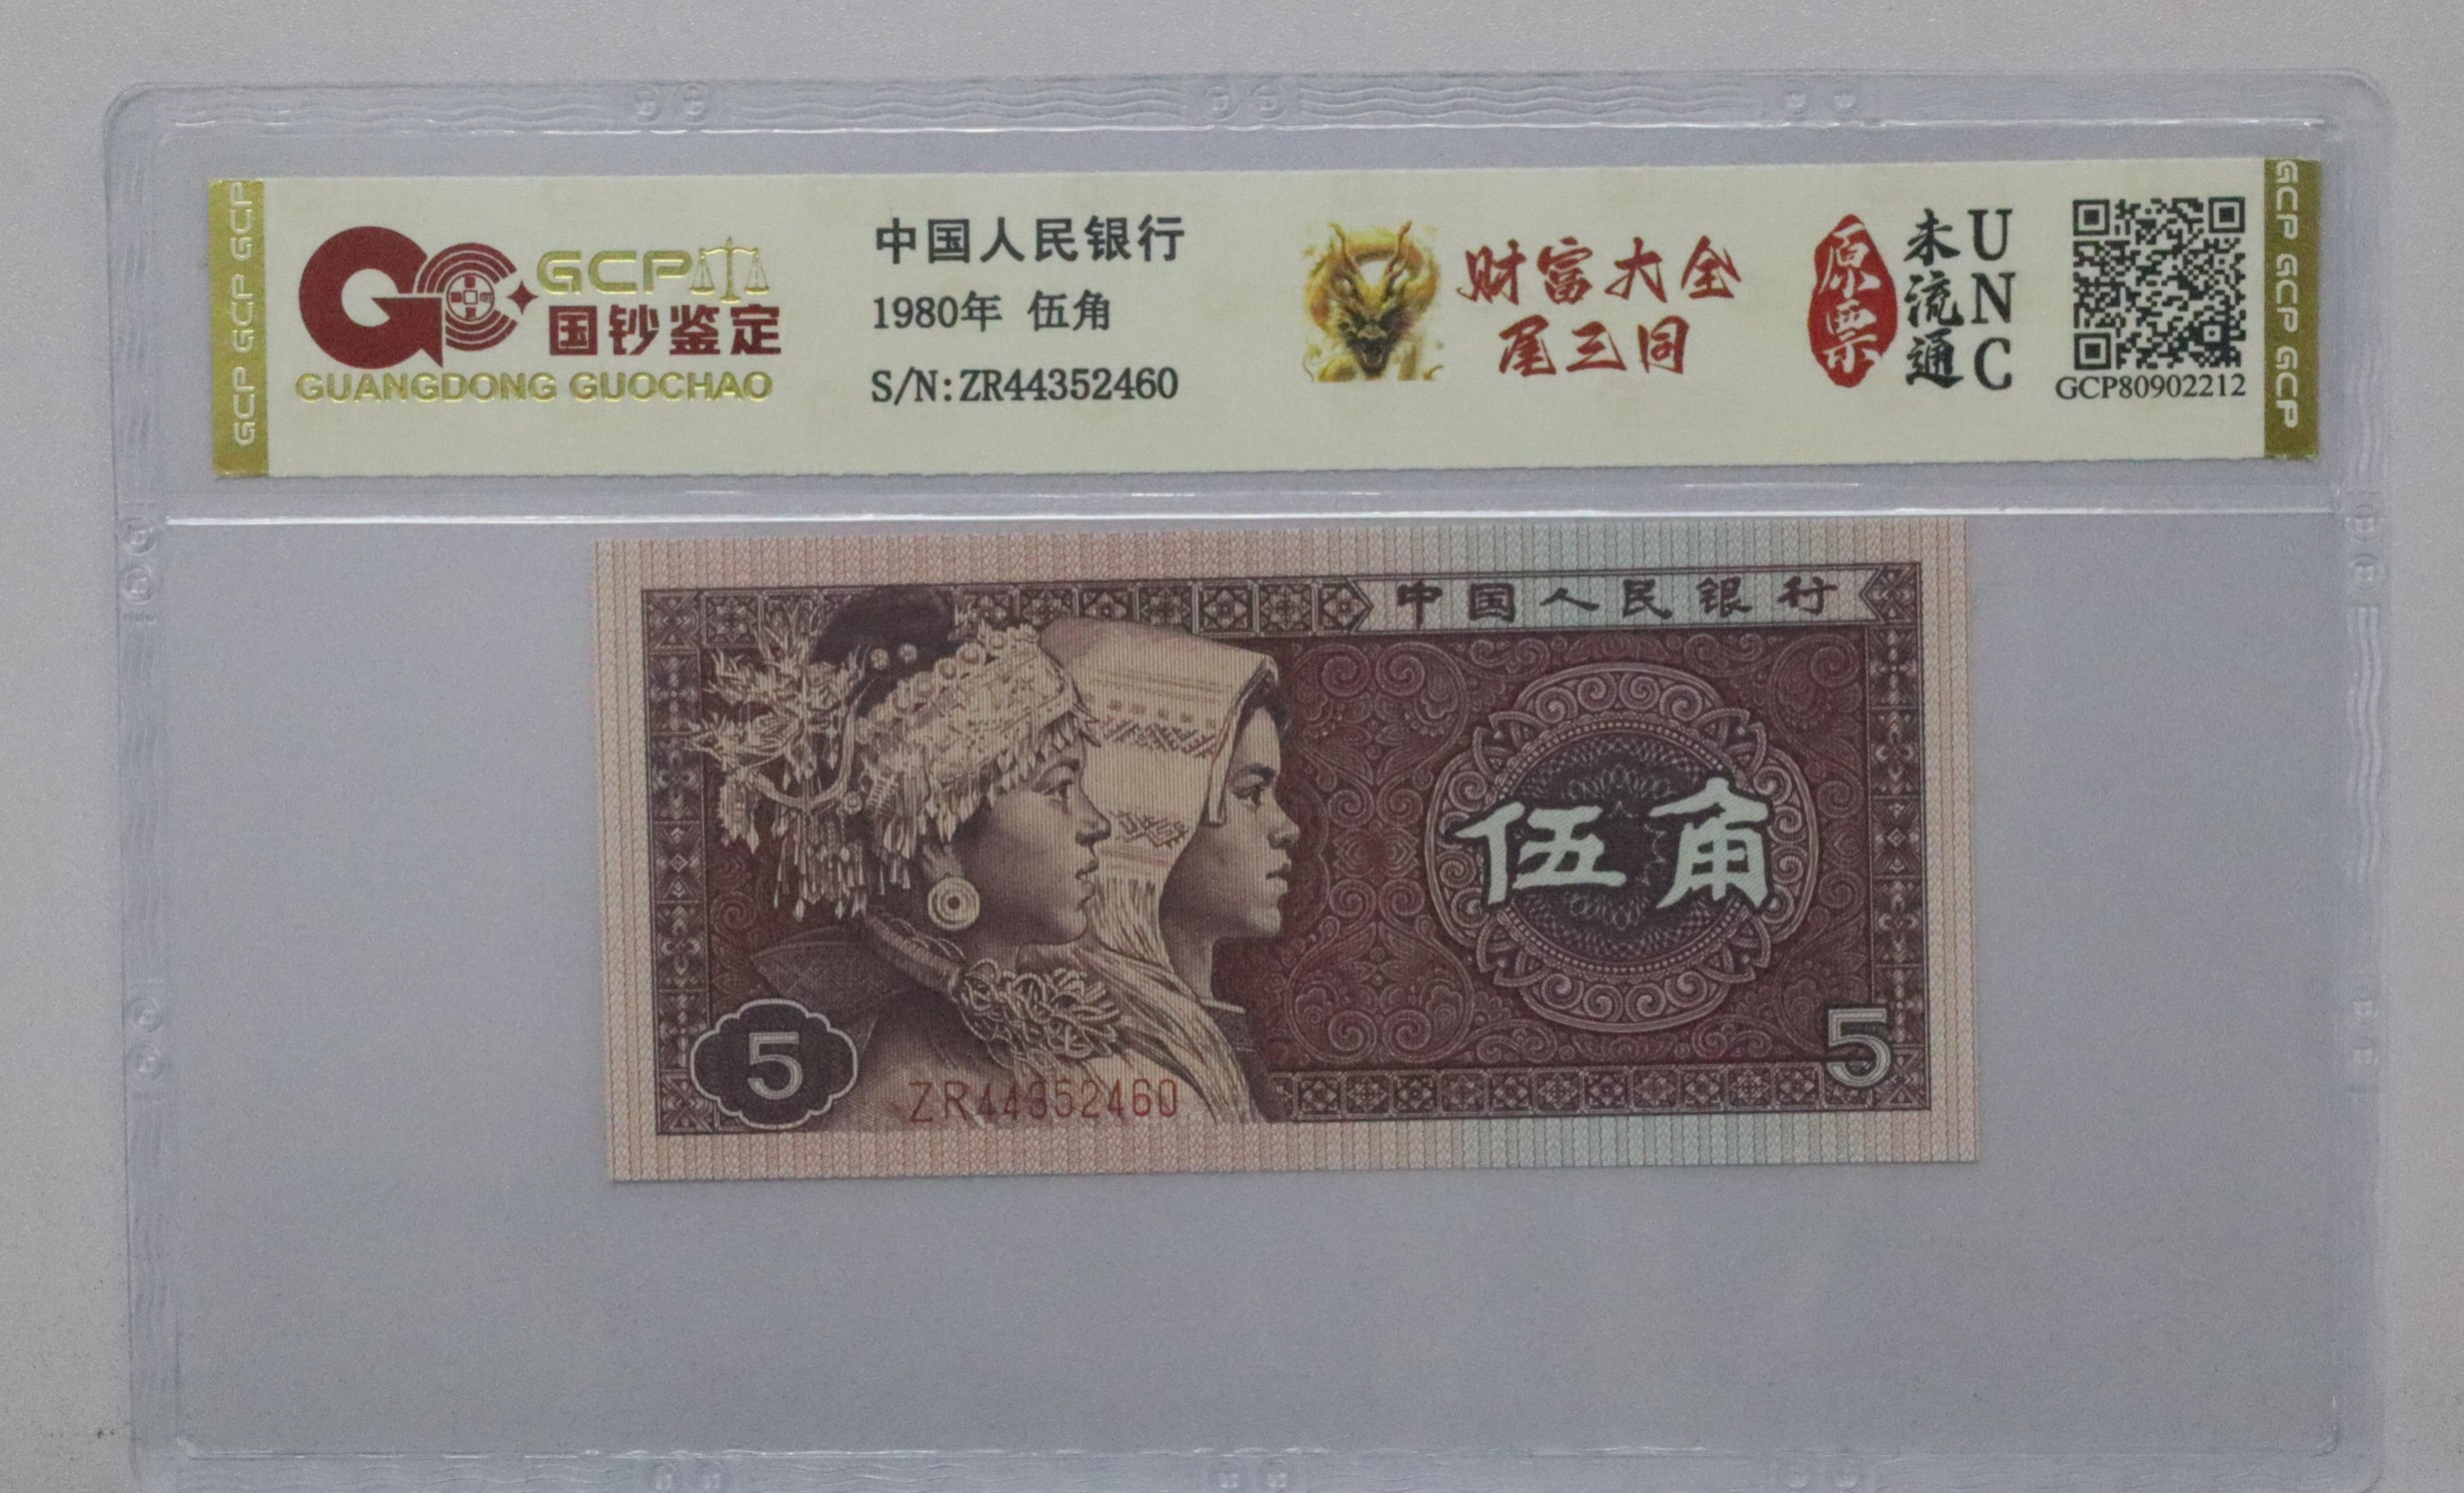 GCP GCP GCP
GCP
国钞鉴定
GUANGDONG GUOCHAO
中国人民银行
1980年 伍角
S/N:ZR44352460
财富大全
尾三同
原票
未流通
UNC
GCP80902212
GCP GCP GCP
中国人民银行
伍角
5
5
ZR44352460